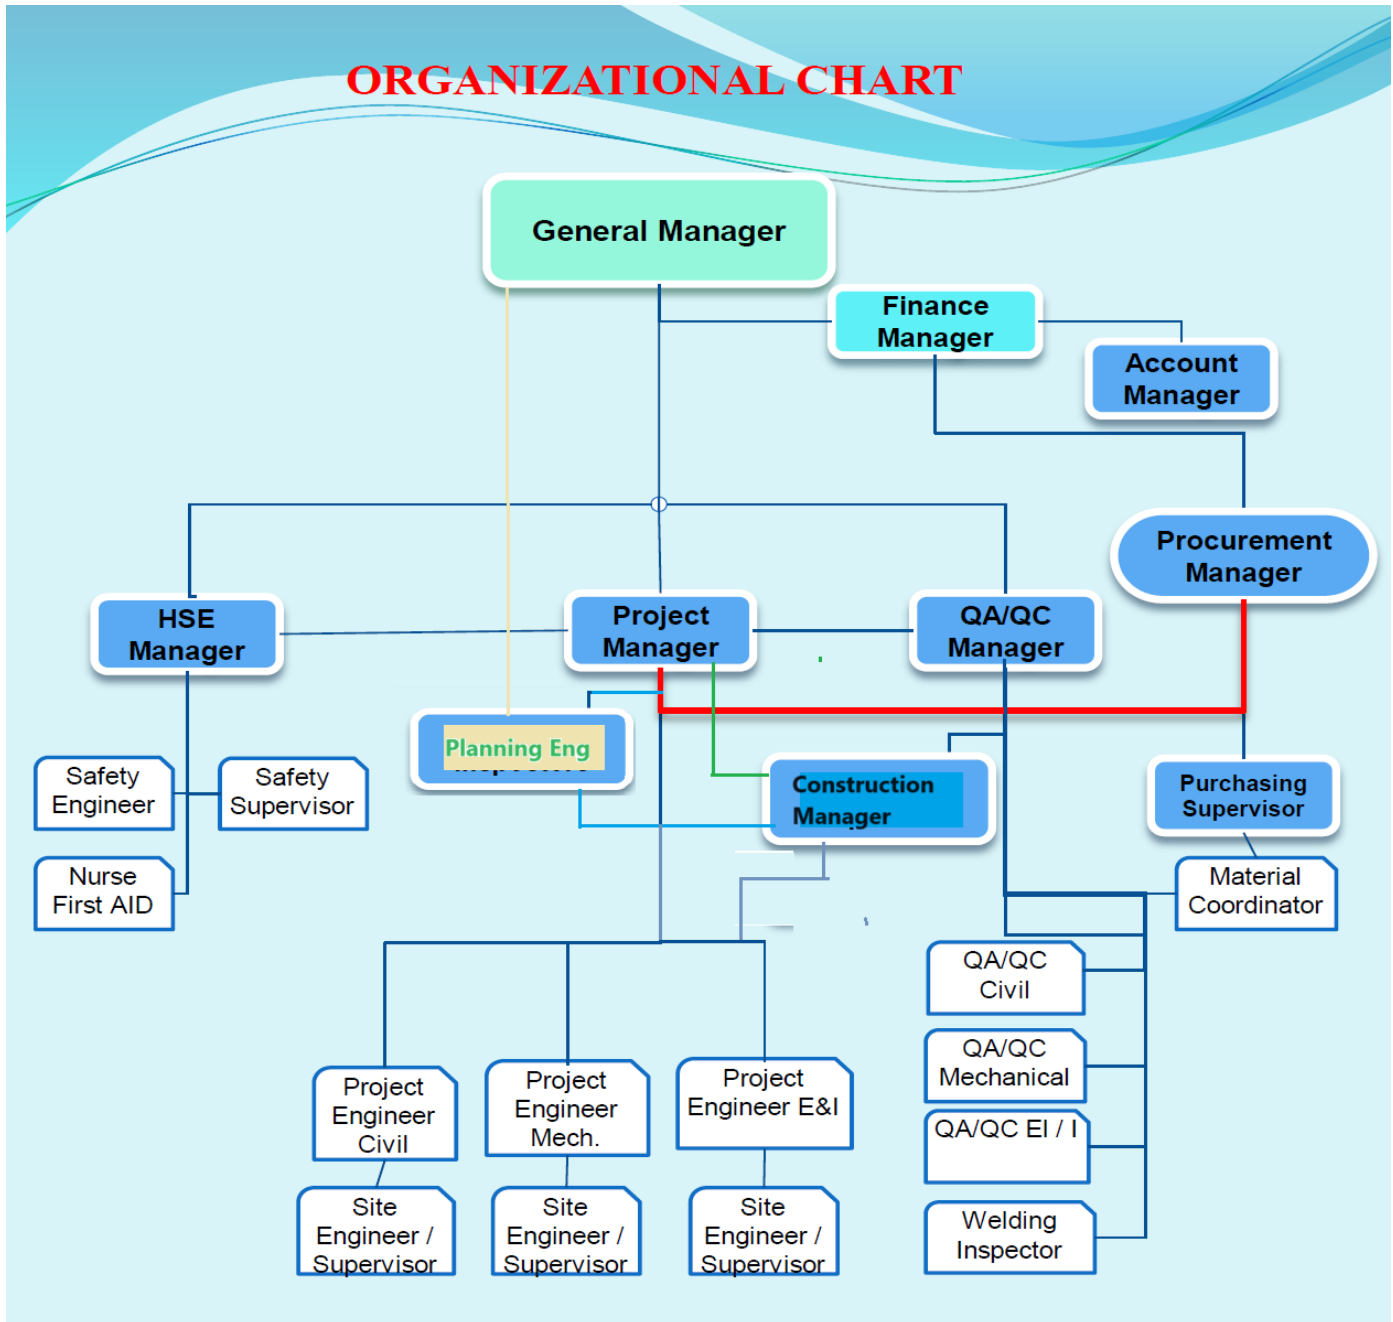 ORGANIZATIONAL CHART
General Manager
Finance
Manager
Account
Manager
Procurement
Manager
HSE
Manager
Project
Manager
QA/QC
Manager
Planning Eng
Construction
Manager
Purchasing
Supervisor
Safety
Engineer
Safety
Supervisor
Nurse
First AID
Material
Coordinator
QA/QC
Civil
QA/QC
Mechanical
QA/QC EI / I
Welding
Inspector
Project
Engineer
Civil
Project
Engineer
Mech.
Project
Engineer E&I
Site
Engineer /
Supervisor
Site
Engineer /
Supervisor
Site
Engineer /
Supervisor